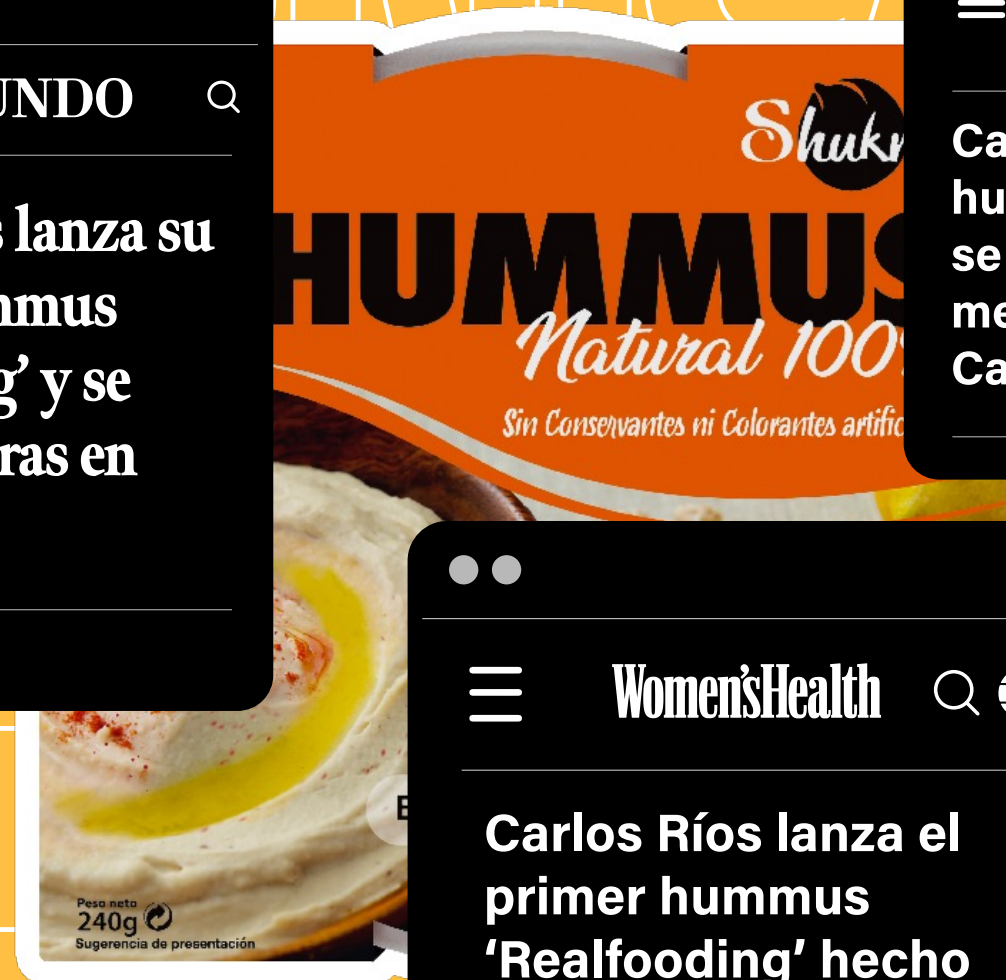 UNDO
s lanza su
mmus
g’ y se
ras en
Shukr
HUMMUS
Natural 100%
Sin Conservantes ni Colorantes artific
Ca
hu
se
me
Ca
Women'sHealth
Carlos Ríos lanza el
primer hummus
‘Realfooding’ hecho
E
Peso neto
240g
Sugerencia de presentación